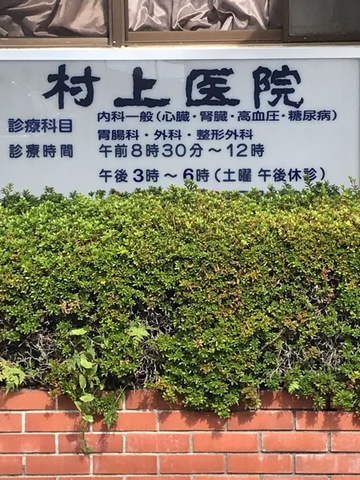 村上医院
診療科目 内科一般(心臓・腎臓・高血圧・糖尿病)
胃腸科・外科・整形外科
診療時間 午前8時30分～12時
午後3時～6時(土曜 午後休診)